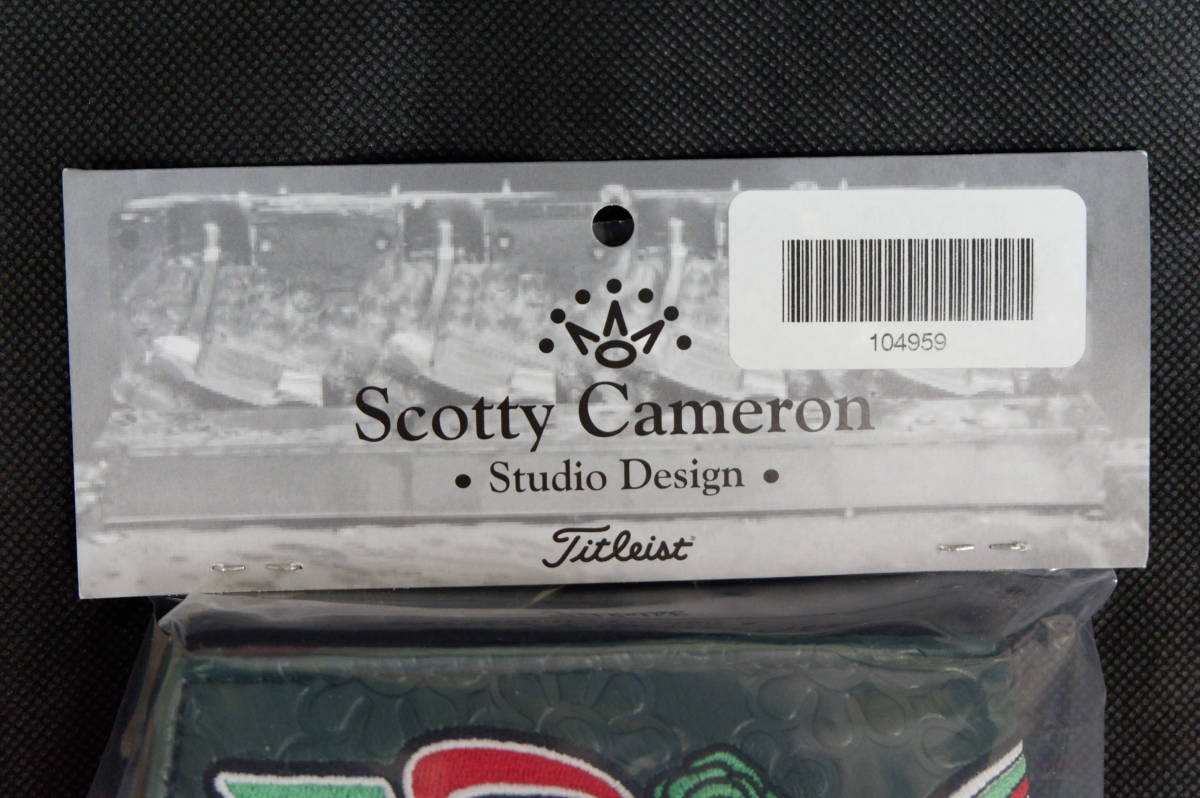 104959
Scotty Cameron
• Studio Design •
Titleist